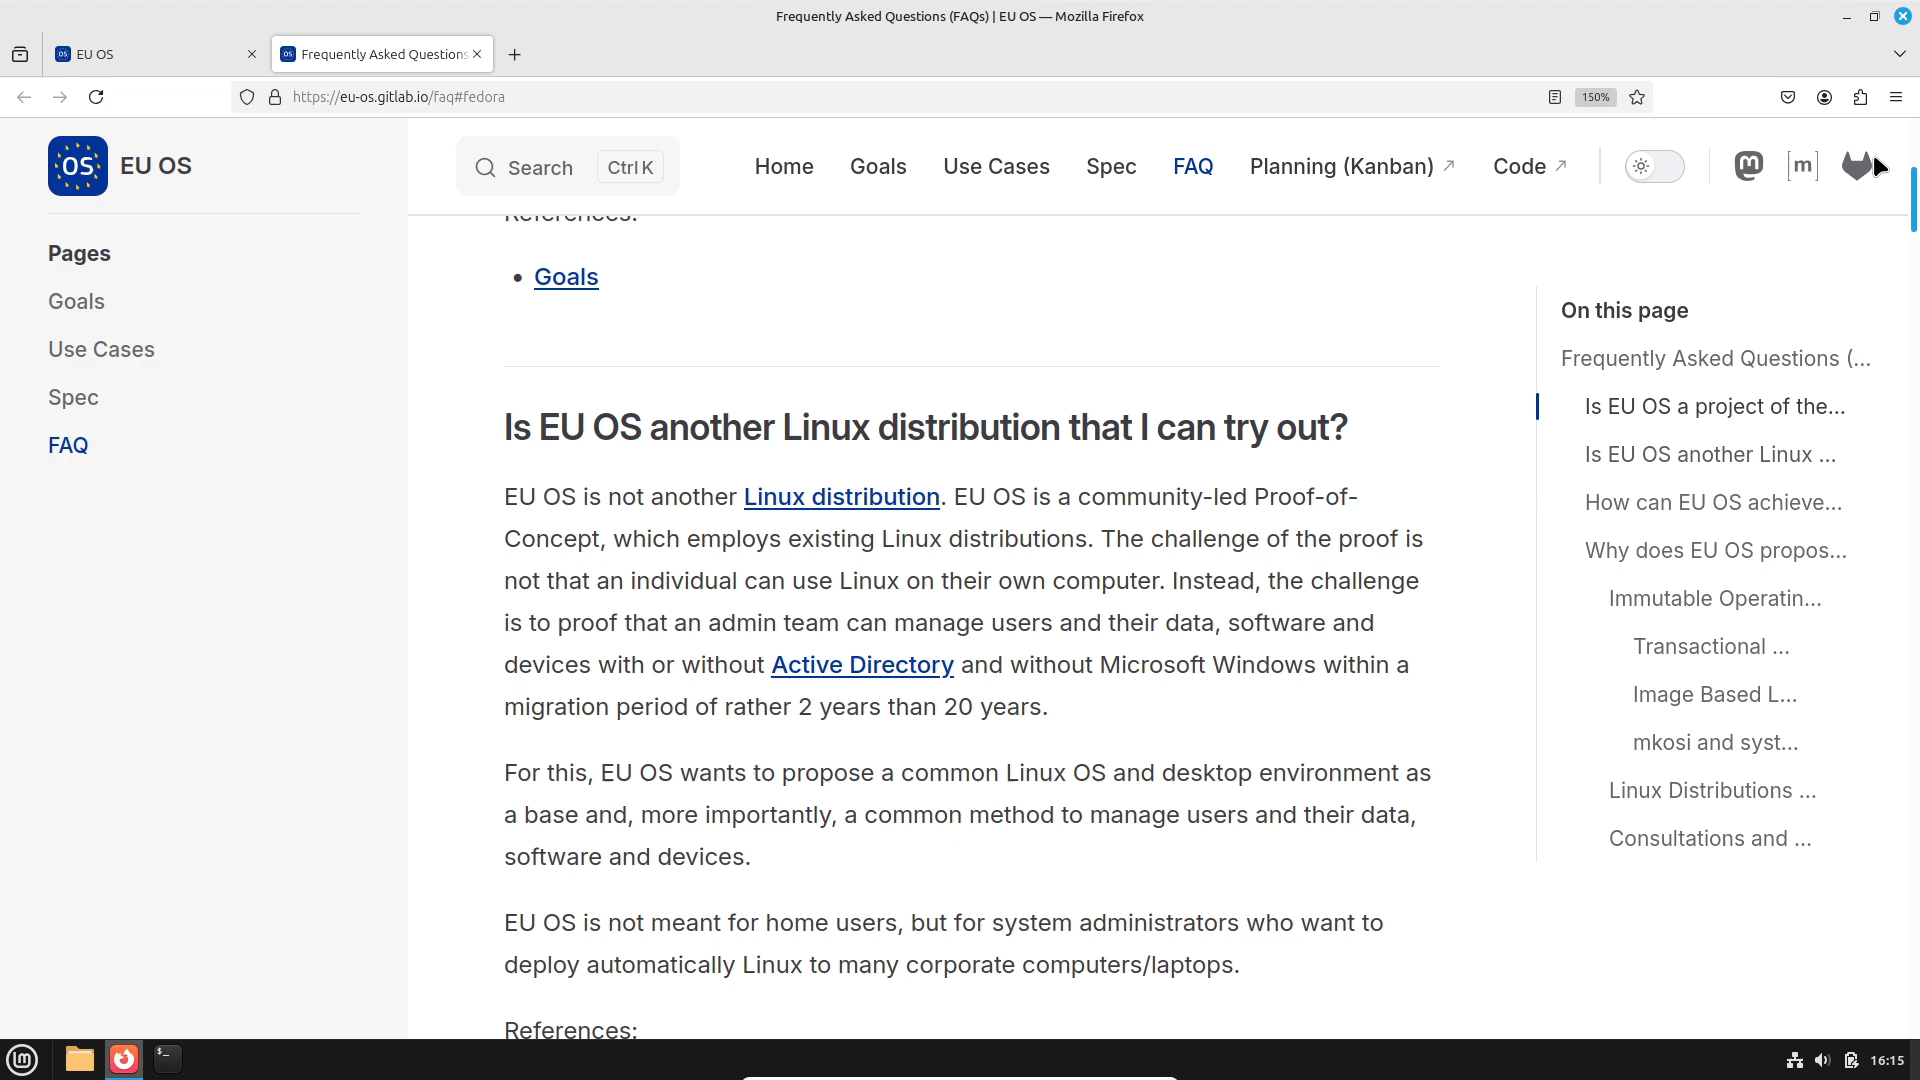 Frequently Asked Questions (FAQs) | EU OS — Mozilla Firefox
EU OS
Frequently Asked Questions
https://eu-os.gitlab.io/faq#fedora
150%
OS
EU OS
Search
Ctrl K
Home
Goals
Use Cases
Spec
FAQ
Planning (Kanban)
Code
[m]
Pages
Goals
Use Cases
Spec
FAQ
References:
• Goals
Is EU OS another Linux distribution that I can try out?
EU OS is not another Linux distribution. EU OS is a community-led Proof-of-
Concept, which employs existing Linux distributions. The challenge of the proof is
not that an individual can use Linux on their own computer. Instead, the challenge
is to proof that an admin team can manage users and their data, software and
devices with or without Active Directory and without Microsoft Windows within a
migration period of rather 2 years than 20 years.
For this, EU OS wants to propose a common Linux OS and desktop environment as
a base and, more importantly, a common method to manage users and their data,
software and devices.
EU OS is not meant for home users, but for system administrators who want to
deploy automatically Linux to many corporate computers/laptops.
References:
On this page
Frequently Asked Questions (...
Is EU OS a project of the...
Is EU OS another Linux ...
How can EU OS achieve...
Why does EU OS propos...
Immutable Operatin...
Transactional ...
Image Based L...
mkosi and syst...
Linux Distributions ...
Consultations and ...
16:15